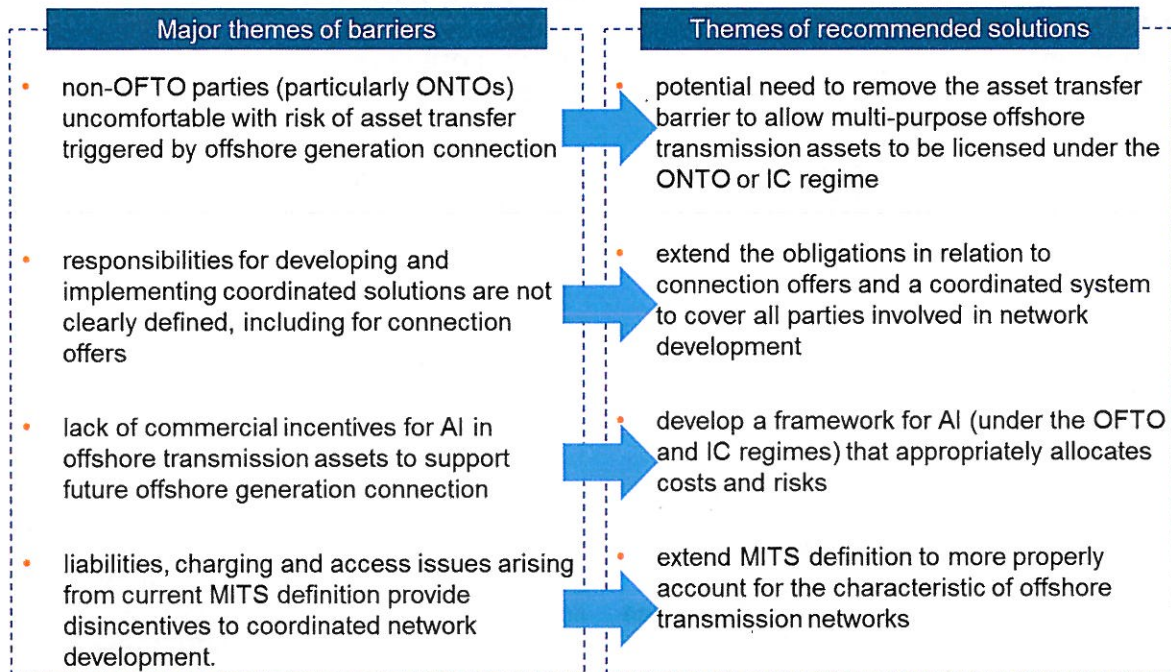 Major themes of barriers
• non-OFTO parties (particularly ONTOs)
uncomfortable with risk of asset transfer
triggered by offshore generation connection
• responsibilities for developing and
implementing coordinated solutions are not
clearly defined, including for connection
offers
• lack of commercial incentives for AI in
offshore transmission assets to support
future offshore generation connection
• liabilities, charging and access issues arising
from current MITS definition provide
disincentives to coordinated network
development.
Themes of recommended solutions
• potential need to remove the asset transfer
barrier to allow multi-purpose offshore
transmission assets to be licensed under the
ONTO or IC regime
• extend the obligations in relation to
connection offers and a coordinated system
to cover all parties involved in network
development
• develop a framework for AI (under the OFTO
and IC regimes) that appropriately allocates
costs and risks
• extend MITS definition to more properly
account for the characteristic of offshore
transmission networks